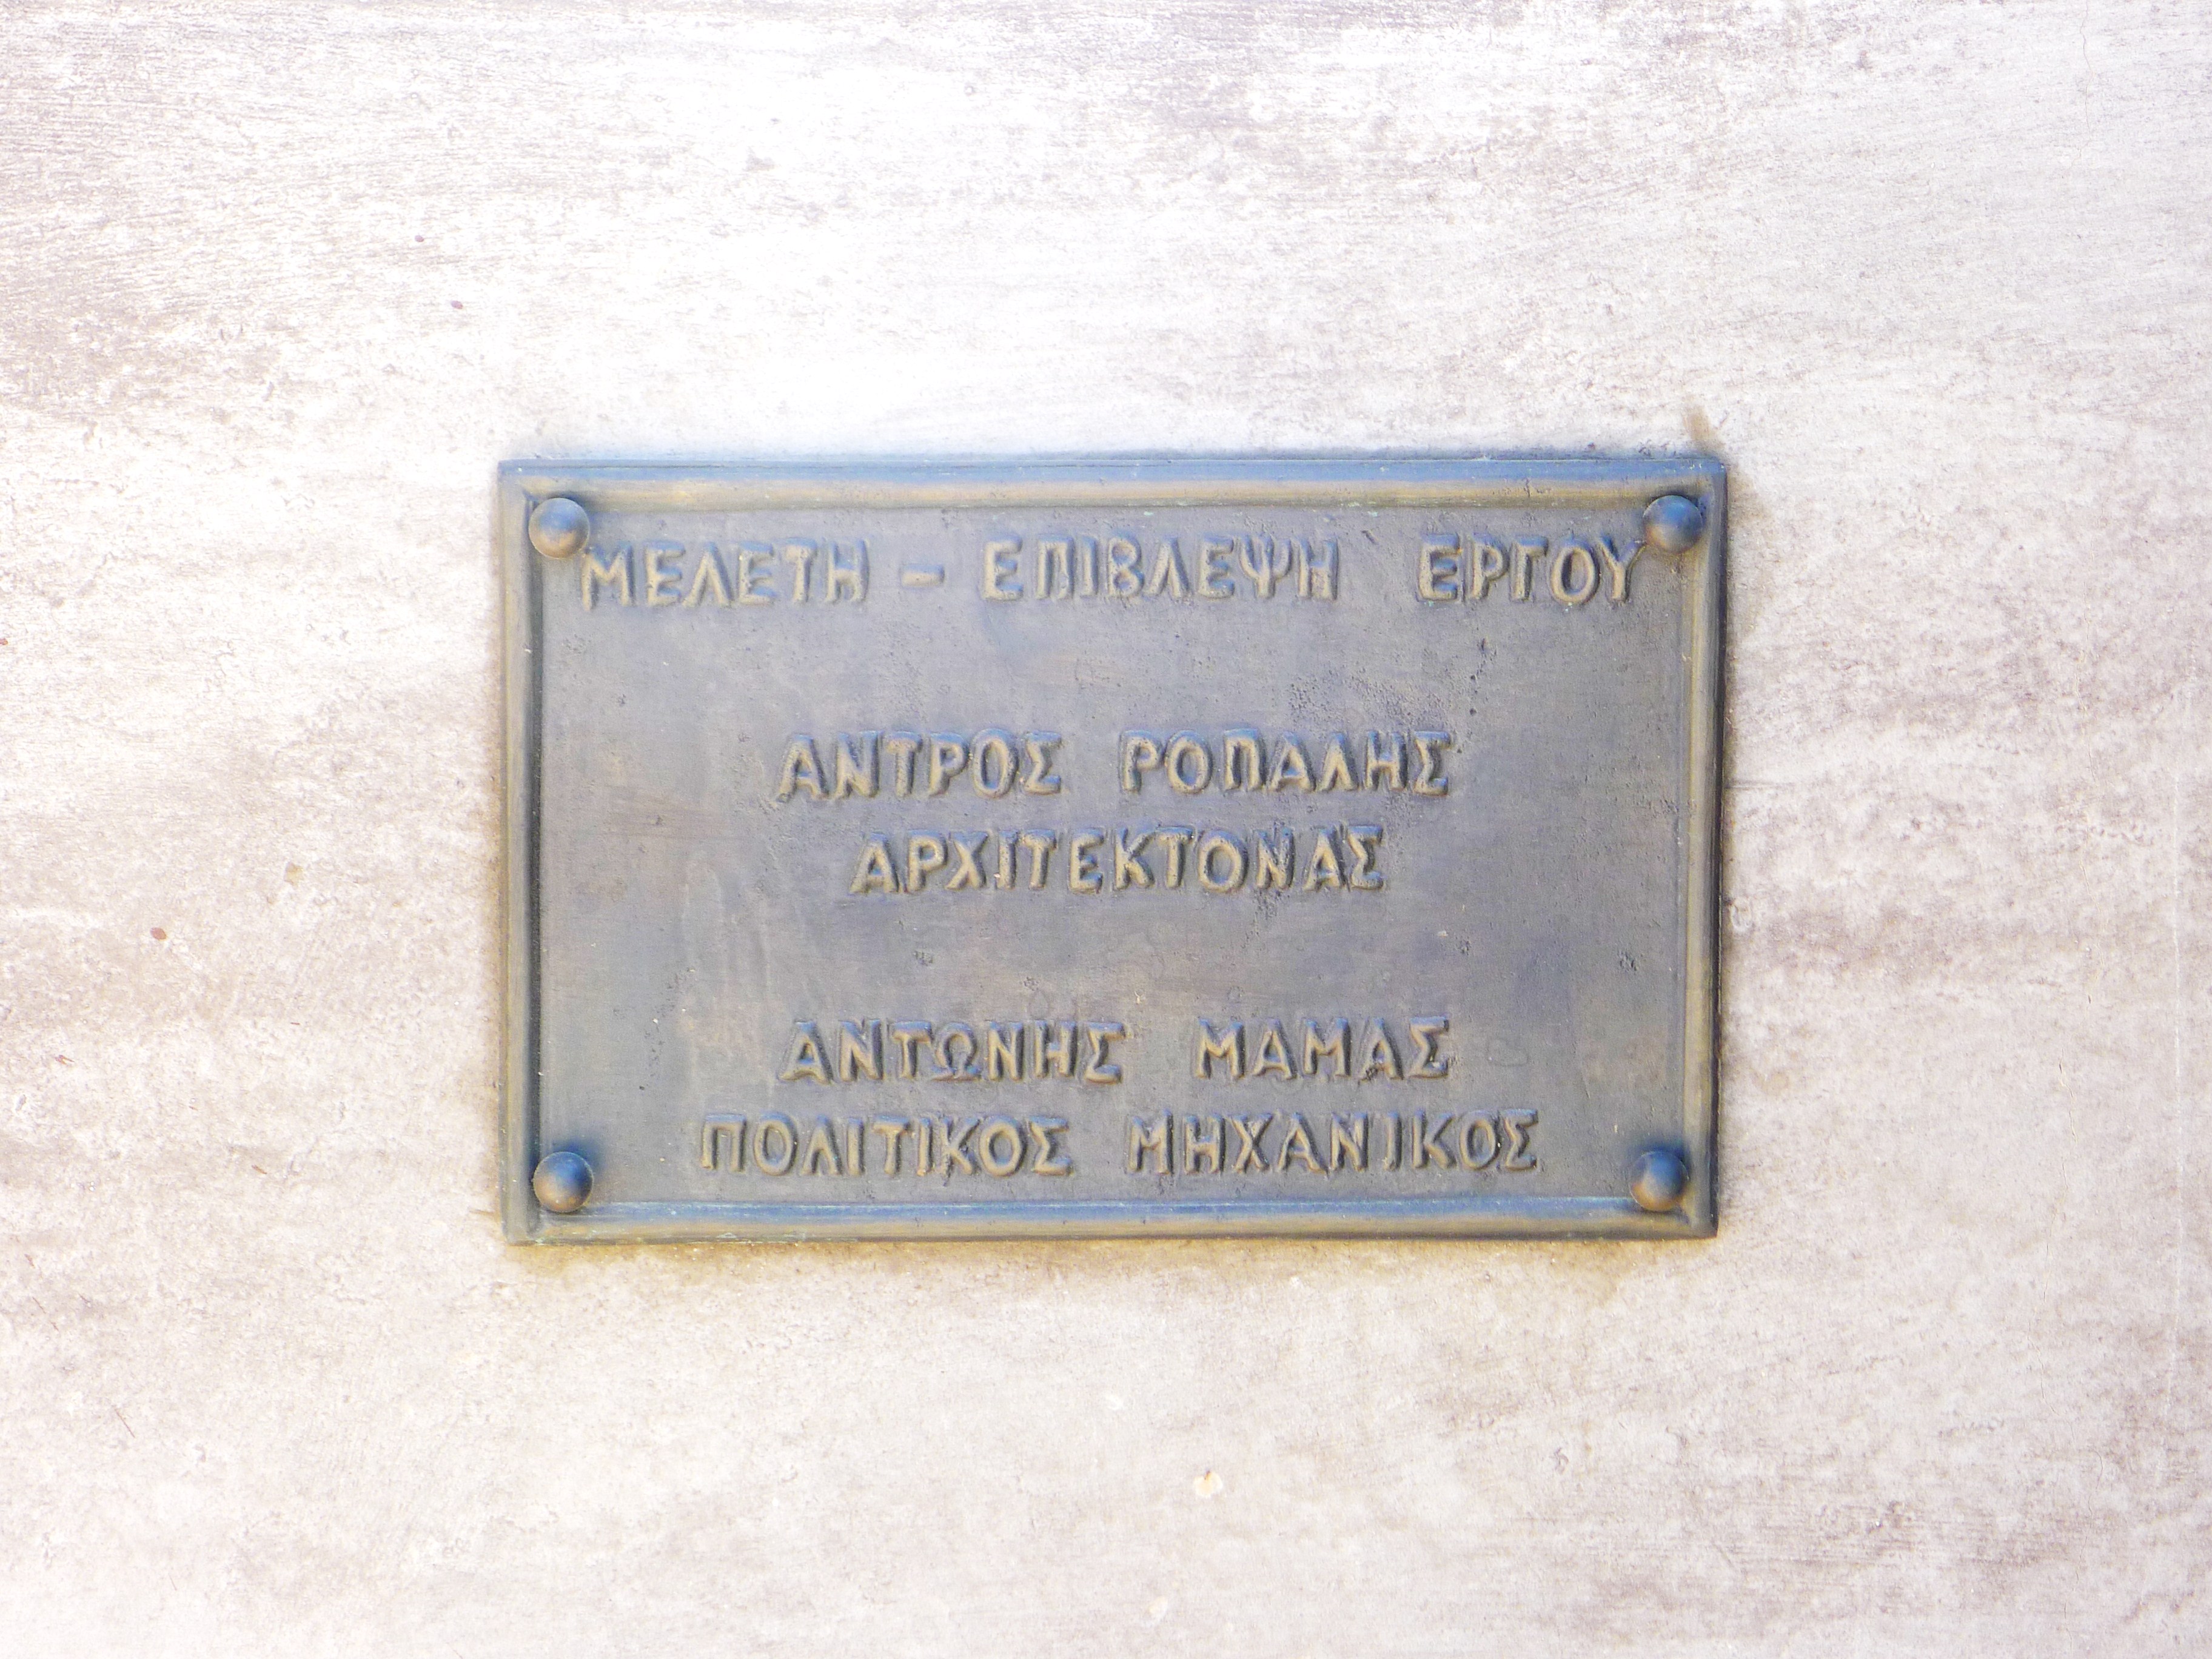 ΜΕΛΕΤΗ - ΕΠΙΒΛΕΨΗ ΕΡΓΟΥ
ΑΝΤΡΟΣ ΡΟΠΑΛΗΣ
ΑΡΧΙΤΕΚΤΟΝΑΣ
ΑΝΤΩΝΗΣ ΜΑΜΑΣ
ΠΟΛΙΤΙΚΟΣ ΜΗΧΑΝΙΚΟΣ